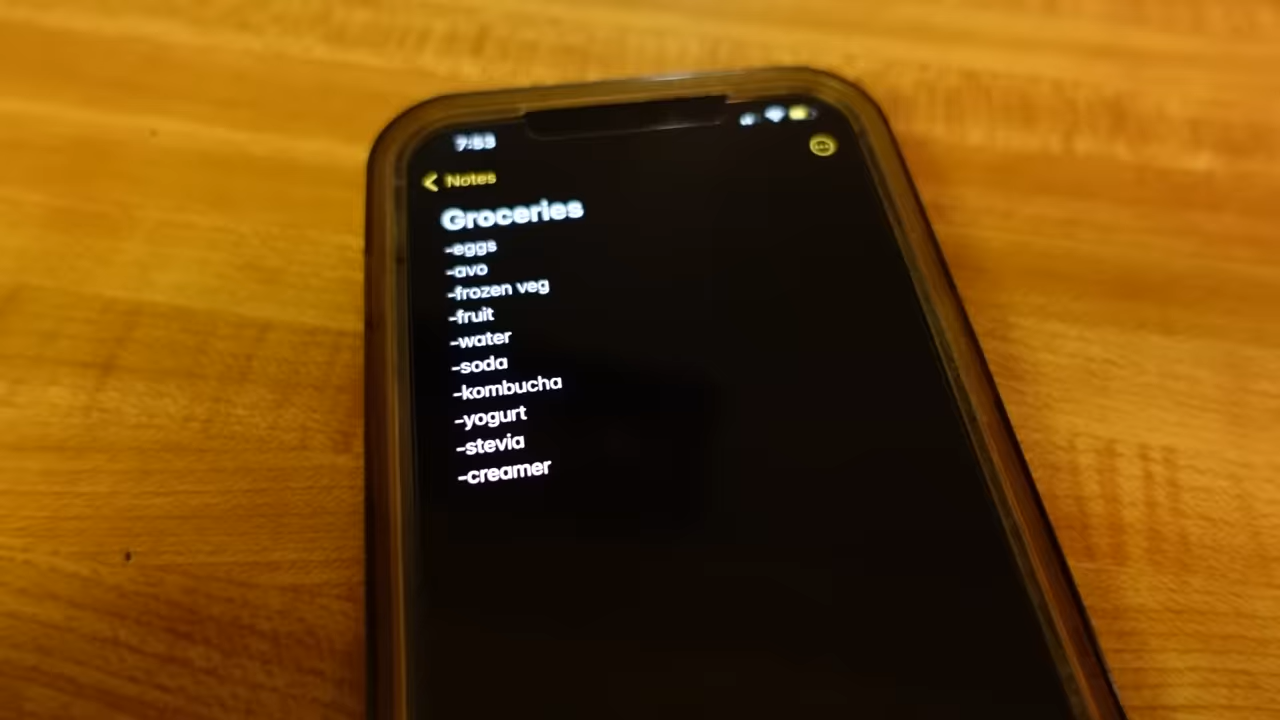 7:53
Notes
Groceries
-eggs
-avo
-frozen veg
-fruit
-water
-soda
-kombucha
-yogurt
-stevia
-creamer